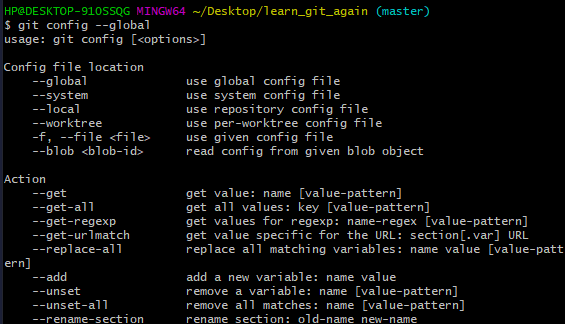 HP@DESKTOP-91OSSQG MINGW64 ~/Desktop/learn_git_again (master)
$ git config --global
usage: git config [<options>]
Config file location
--global use global config file
--system use system config file
--local use repository config file
--worktree use per-worktree config file
-f, --file <file> use given config file
--blob <blob-id> read config from given blob object
Action
--get get value: name [value-pattern]
--get-all get all values: key [value-pattern]
--get-regexp get values for regexp: name-regex [value-pattern]
--get-urlmatch get value specific for the URL: section[.var] URL
--replace-all replace all matching variables: name value [value-patt
ern]
--add add a new variable: name value
--unset remove a variable: name [value-pattern]
--unset-all remove all matches: name [value-pattern]
--rename-section rename section: old-name new-name